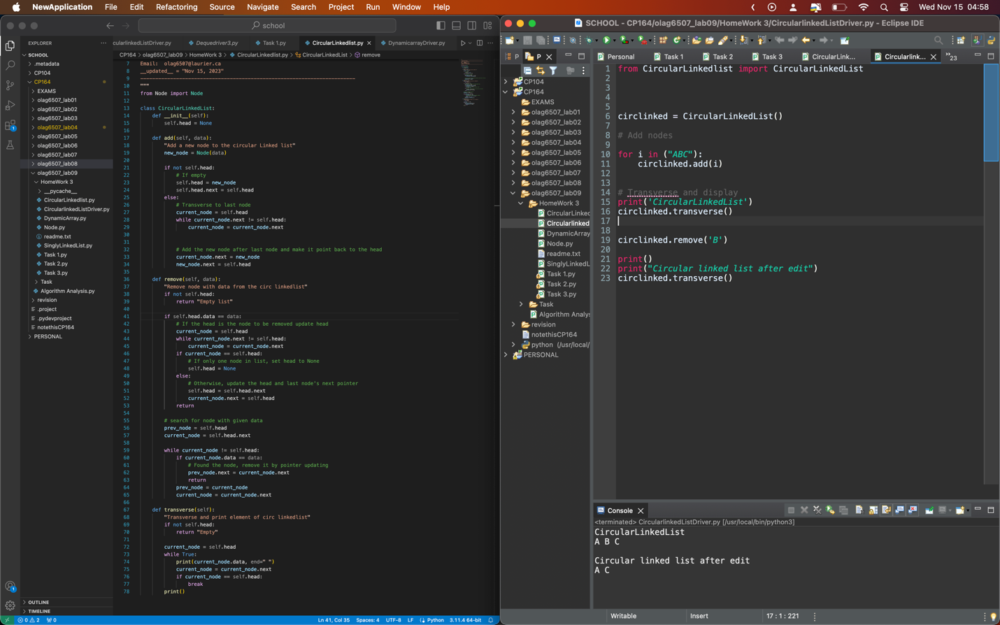 NewApplication File Edit Refactoring Source Navigate Search Project Run Window Help
Wed Nov 15 04:58
school
EXPLORER
SCHOOL
.metadata
CP104
CP164
EXAMS
olag6507_lab01
olag6507_lab02
olag6507_lab03
olag6507_lab04
olag6507_lab05
olag6507_lab06
olag6507_lab07
olag6507_lab08
olag6507_lab09
HomeWork 3
__pycache__
CircularLinkedlist.py
CircularlinkedListDriver.py
DynamicArray.py
Node.py
readme.txt
SinglyLinkedList.py
Task 1.py
Task 2.py
Task 3.py
Task
Algorithm Analysis.py
revision
.project
.pydevproject
notethisCP164
PERSONAL
OUTLINE
TIMELINE
cularlinkedListDriver.py Dequedriver3.py Task 1.py CircularLinkedlist.py DynamicarrayDriver.py
CP164 > olag6507_lab09 > HomeWork 3 > CircularLinkedlist.py > CircularLinkedList > remove
7 Email: olag6507@laurier.ca
8 __updated__ = "Nov 15, 2023"
9 -------------------------------------------------------------------------
10 """
11 from Node import Node
12
13 class CircularLinkedList:
14 def __init__(self):
15 self.head = None
16
17 def add(self, data):
18 "Add a new node to the circular Linked list"
19 new_node = Node(data)
20
21 if not self.head:
22 # If empty
23 self.head = new_node
24 self.head.next = self.head
25 else:
26 # Transverse to last node
27 current_node = self.head
28 while current_node.next != self.head:
29 current_node = current_node.next
30
31
32 # Add the new node after last node and make it point back to the head
33 current_node.next = new_node
34 new_node.next = self.head
35
36 def remove(self, data):
37 "Remove node with data from the circ linkedlist"
38 if not self.head:
39 return "Empty list"
40
41 if self.head.data == data:
42 # If the head is the node to be removed update head
43 current_node = self.head
44 while current_node.next != self.head:
45 current_node = current_node.next
46 if current_node == self.head:
47 # If only one node in list, set head to None
48 self.head = None
49 else:
50 # Otherwise, update the head and last node's next pointer
51 self.head = self.head.next
52 current_node.next = self.head
53 return
54
55 # search for node with given data
56 prev_node = self.head
57 current_node = self.head.next
58
59 while current_node != self.head:
60 if current_node.data == data:
61 # Found the node, remove it by pointer updating
62 prev_node.next = current_node.next
63 return
64 prev_node = current_node
65 current_node = current_node.next
66
67 def transverse(self):
68 "Transverse and print element of circ linkedlist"
69 if not self.head:
70 return "Empty"
71
72 current_node = self.head
73 while True:
74 print(current_node.data, end=" ")
75 current_node = current_node.next
76 if current_node == self.head:
77 break
78 print()
0 2 0 Ln 41, Col 35 Spaces: 4 UTF-8 LF Python 3.11.4 64-bit
SCHOOL - CP164/olag6507_lab09/HomeWork 3/CircularlinkedListDriver.py - Eclipse IDE
P P
CP104
CP164
EXAMS
olag6507_lab01
olag6507_lab02
olag6507_lab03
olag6507_lab04
olag6507_lab05
olag6507_lab06
olag6507_lab07
olag6507_lab08
olag6507_lab09
HomeWork 3
CircularLinked
Circularlinked
DynamicArray
Node.py
readme.txt
SinglyLinkedL
Task 1.py
Task 2.py
Task 3.py
Task
Algorithm Analys
revision
notethisCP164
python (/usr/local/
PERSONAL
Personal Task 1 Task 2 Task 3 CircularLink... Circularlink... 23
1 from CircularLinkedlist import CircularLinkedList
2
3
4
5
6 circlinked = CircularLinkedList()
7
8 # Add nodes
9
10 for i in ("ABC"):
11 circlinked.add(i)
12
13
14 # Transverse and display
15 print('CircularLinkedList')
16 circlinked.transverse()
17
18
19 circlinked.remove('B')
20
21 print()
22 print("Circular linked list after edit")
23 circlinked.transverse()
Console
<terminated> CircularlinkedListDriver.py [/usr/local/bin/python3]
CircularLinkedList
A B C
Circular linked list after edit
A C
Writable Insert 17 : 1 : 221